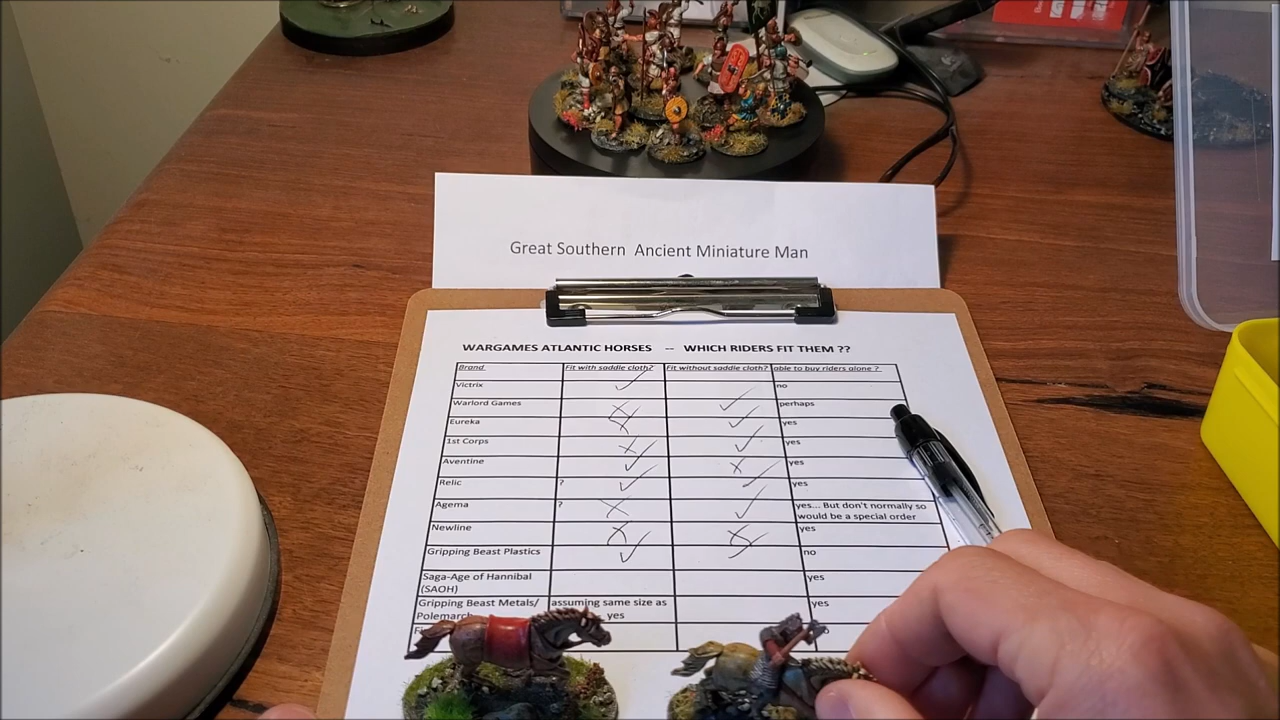 Great Southern Ancient Miniature Man
WARGAMES ATLANTIC HORSES -- WHICH RIDERS FIT THEM ??
Brand Fit with saddle cloth? Fit without saddle cloth? able to buy riders alone ?
Victrix ✓ no
Warlord Games X ✓ perhaps
Eureka X ✓ yes
1st Corps X ✓ yes
Aventine ✓ X yes
Relic ? ✓ ✓ yes
Agema ? X ✓ yes... But don't normally so
would be a special order
Newline X X yes
Gripping Beast Plastics ✓ ✓ no
Saga-Age of Hannibal
(SAOH) yes
Gripping Beast Metals/ assuming same size as yes
Polemarch yes